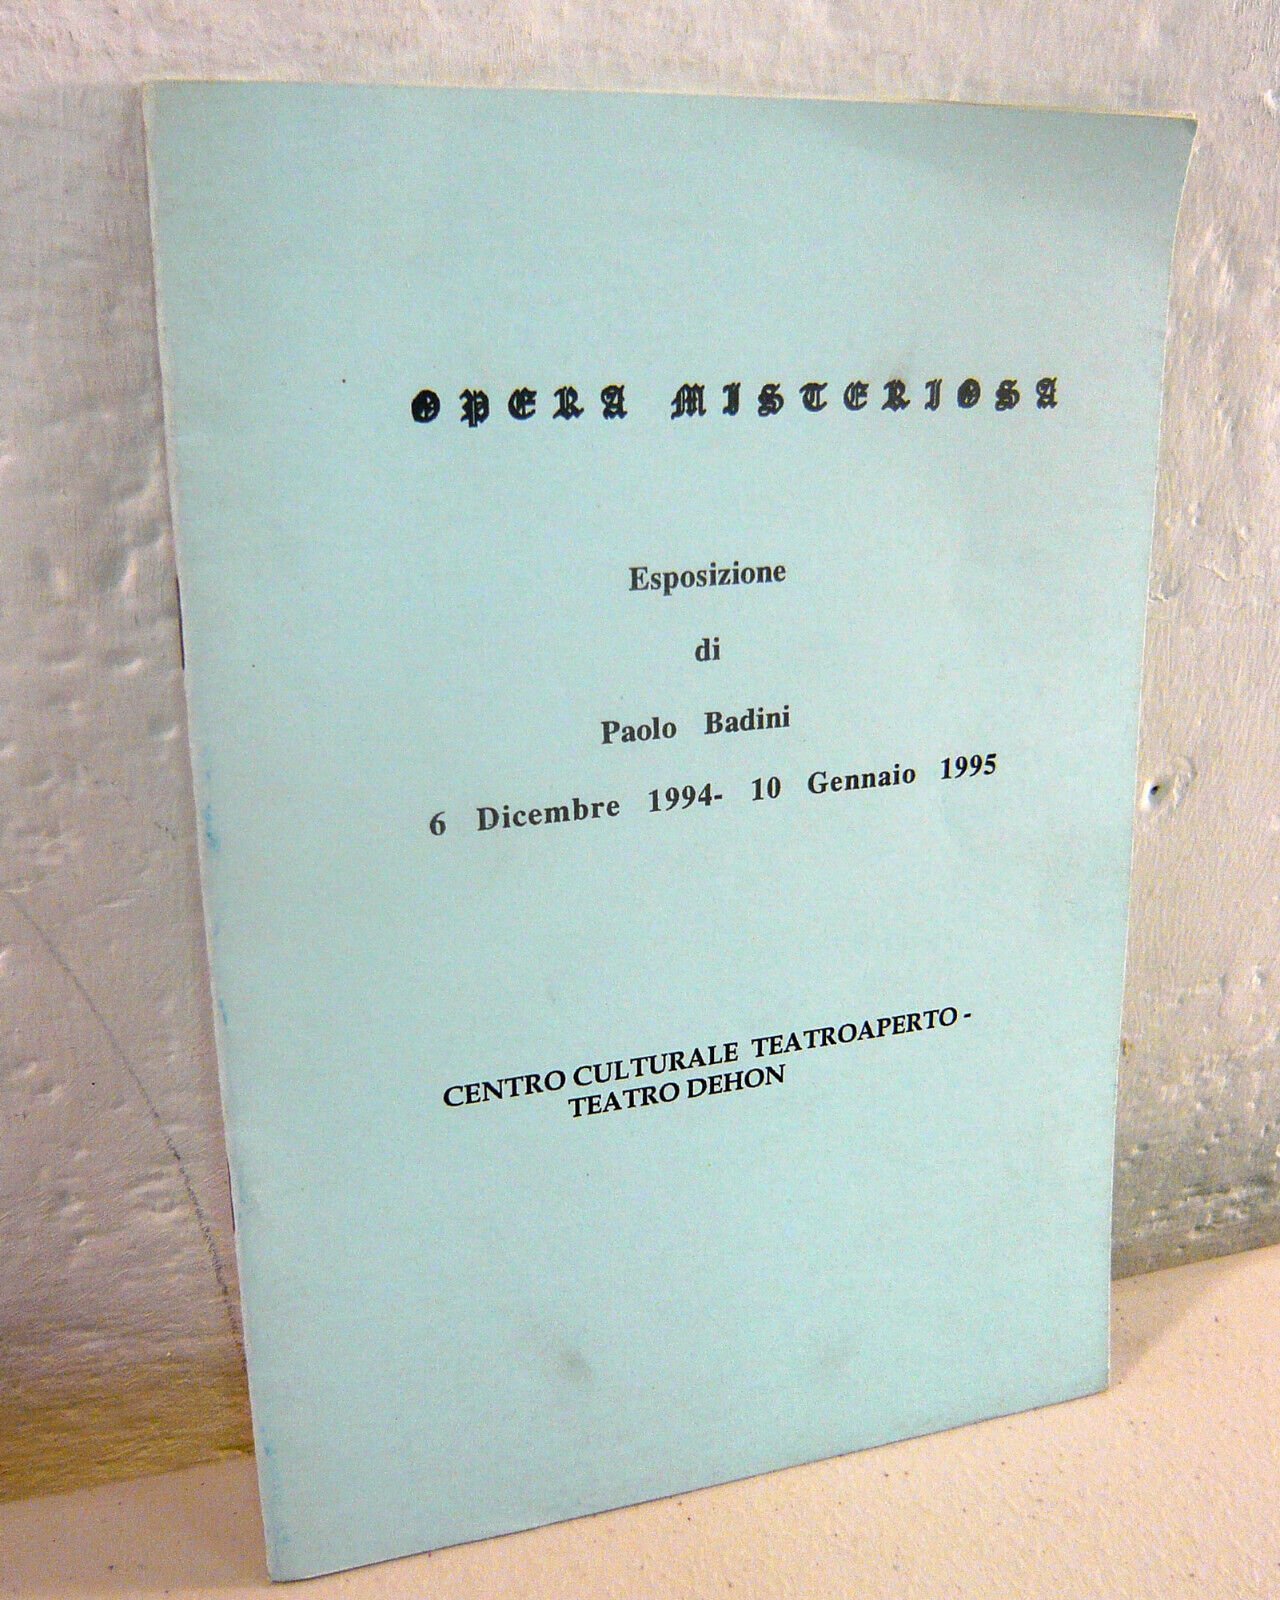 OPERA MISTERIOSA
Esposizione
di
Paolo Badini
6 Dicembre 1994- 10 Gennaio 1995
CENTRO CULTURALE TEATROAPERTO -
TEATRO DEHON